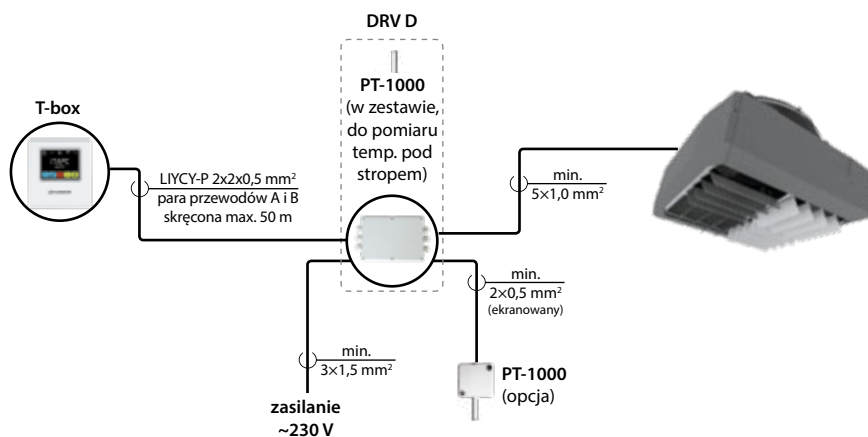 DRV D
PT-1000
(w zestawie,
do pomiaru
temp. pod
stropem)
T-box
LIYCY-P 2x2x0,5 mm²
para przewodów A i B
skręcona max. 50 m
min.
5×1,0 mm²
min.
2×0,5 mm²
(ekranowany)
min.
3×1,5 mm²
PT-1000
(opcja)
zasilanie
~230 V